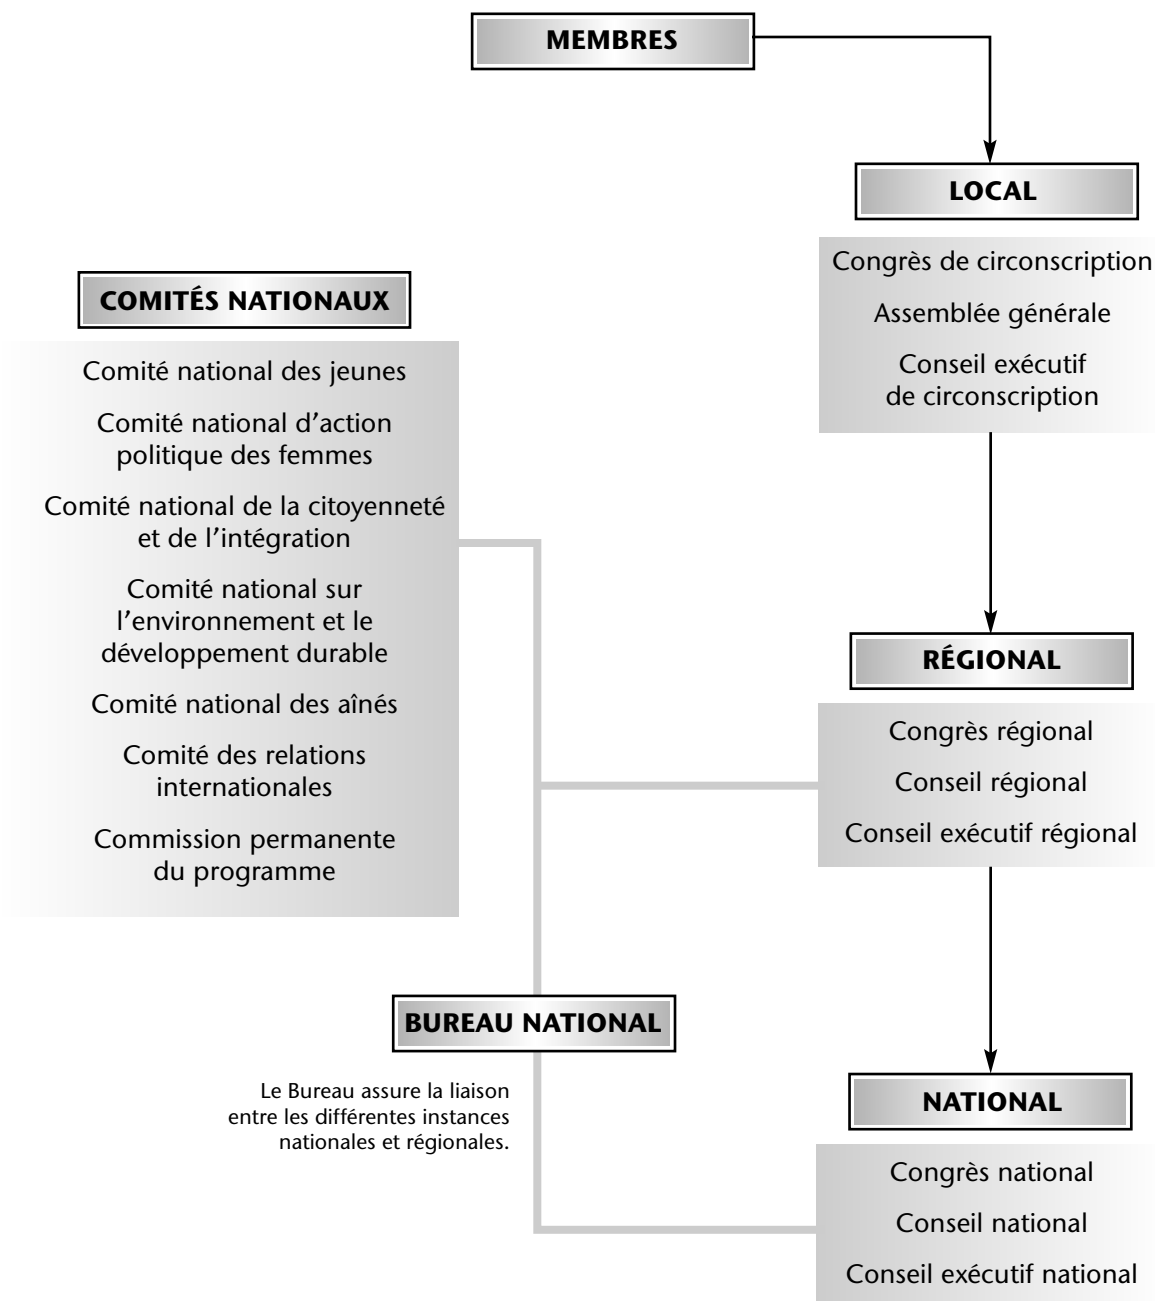 MEMBRES
LOCAL
Congrès de circonscription
Assemblée générale
Conseil exécutif
de circonscription
COMITÉS NATIONAUX
Comité national des jeunes
Comité national d'action
politique des femmes
Comité national de la citoyenneté
et de l'intégration
Comité national sur
l'environnement et le
développement durable
Comité national des aînés
Comité des relations
internationales
Commission permanente
du programme
RÉGIONAL
Congrès régional
Conseil régional
Conseil exécutif régional
BUREAU NATIONAL
Le Bureau assure la liaison
entre les différentes instances
nationales et régionales.
NATIONAL
Congrès national
Conseil national
Conseil exécutif national